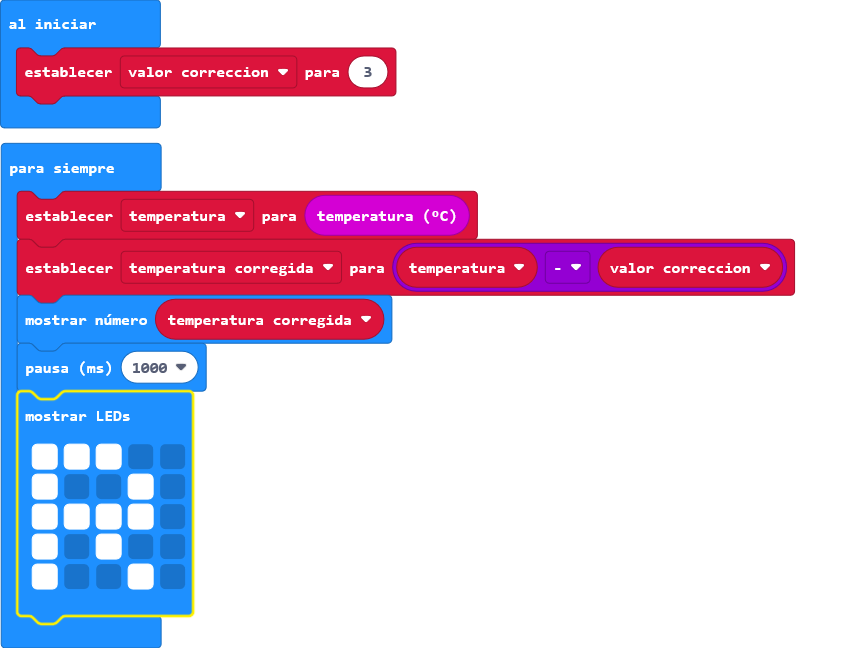 al iniciar
establecer valor correccion para 3
para siempre
establecer temperatura para temperatura (ºC)
establecer temperatura corregida para temperatura - valor correccion
mostrar número temperatura corregida
pausa (ms) 1000
mostrar LEDs